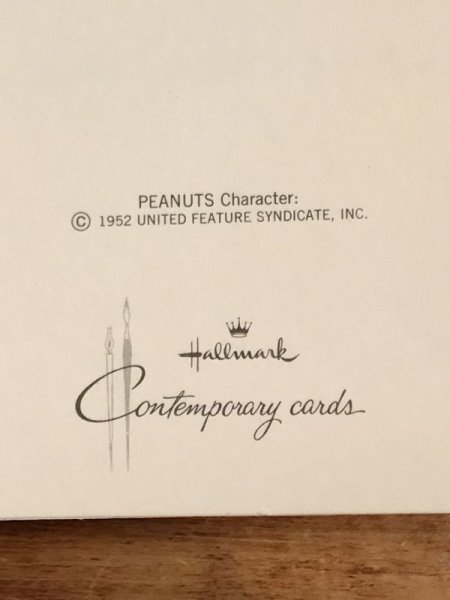 PEANUTS Character:
© 1952 UNITED FEATURE SYNDICATE, INC.
Hallmark
Contemporary cards